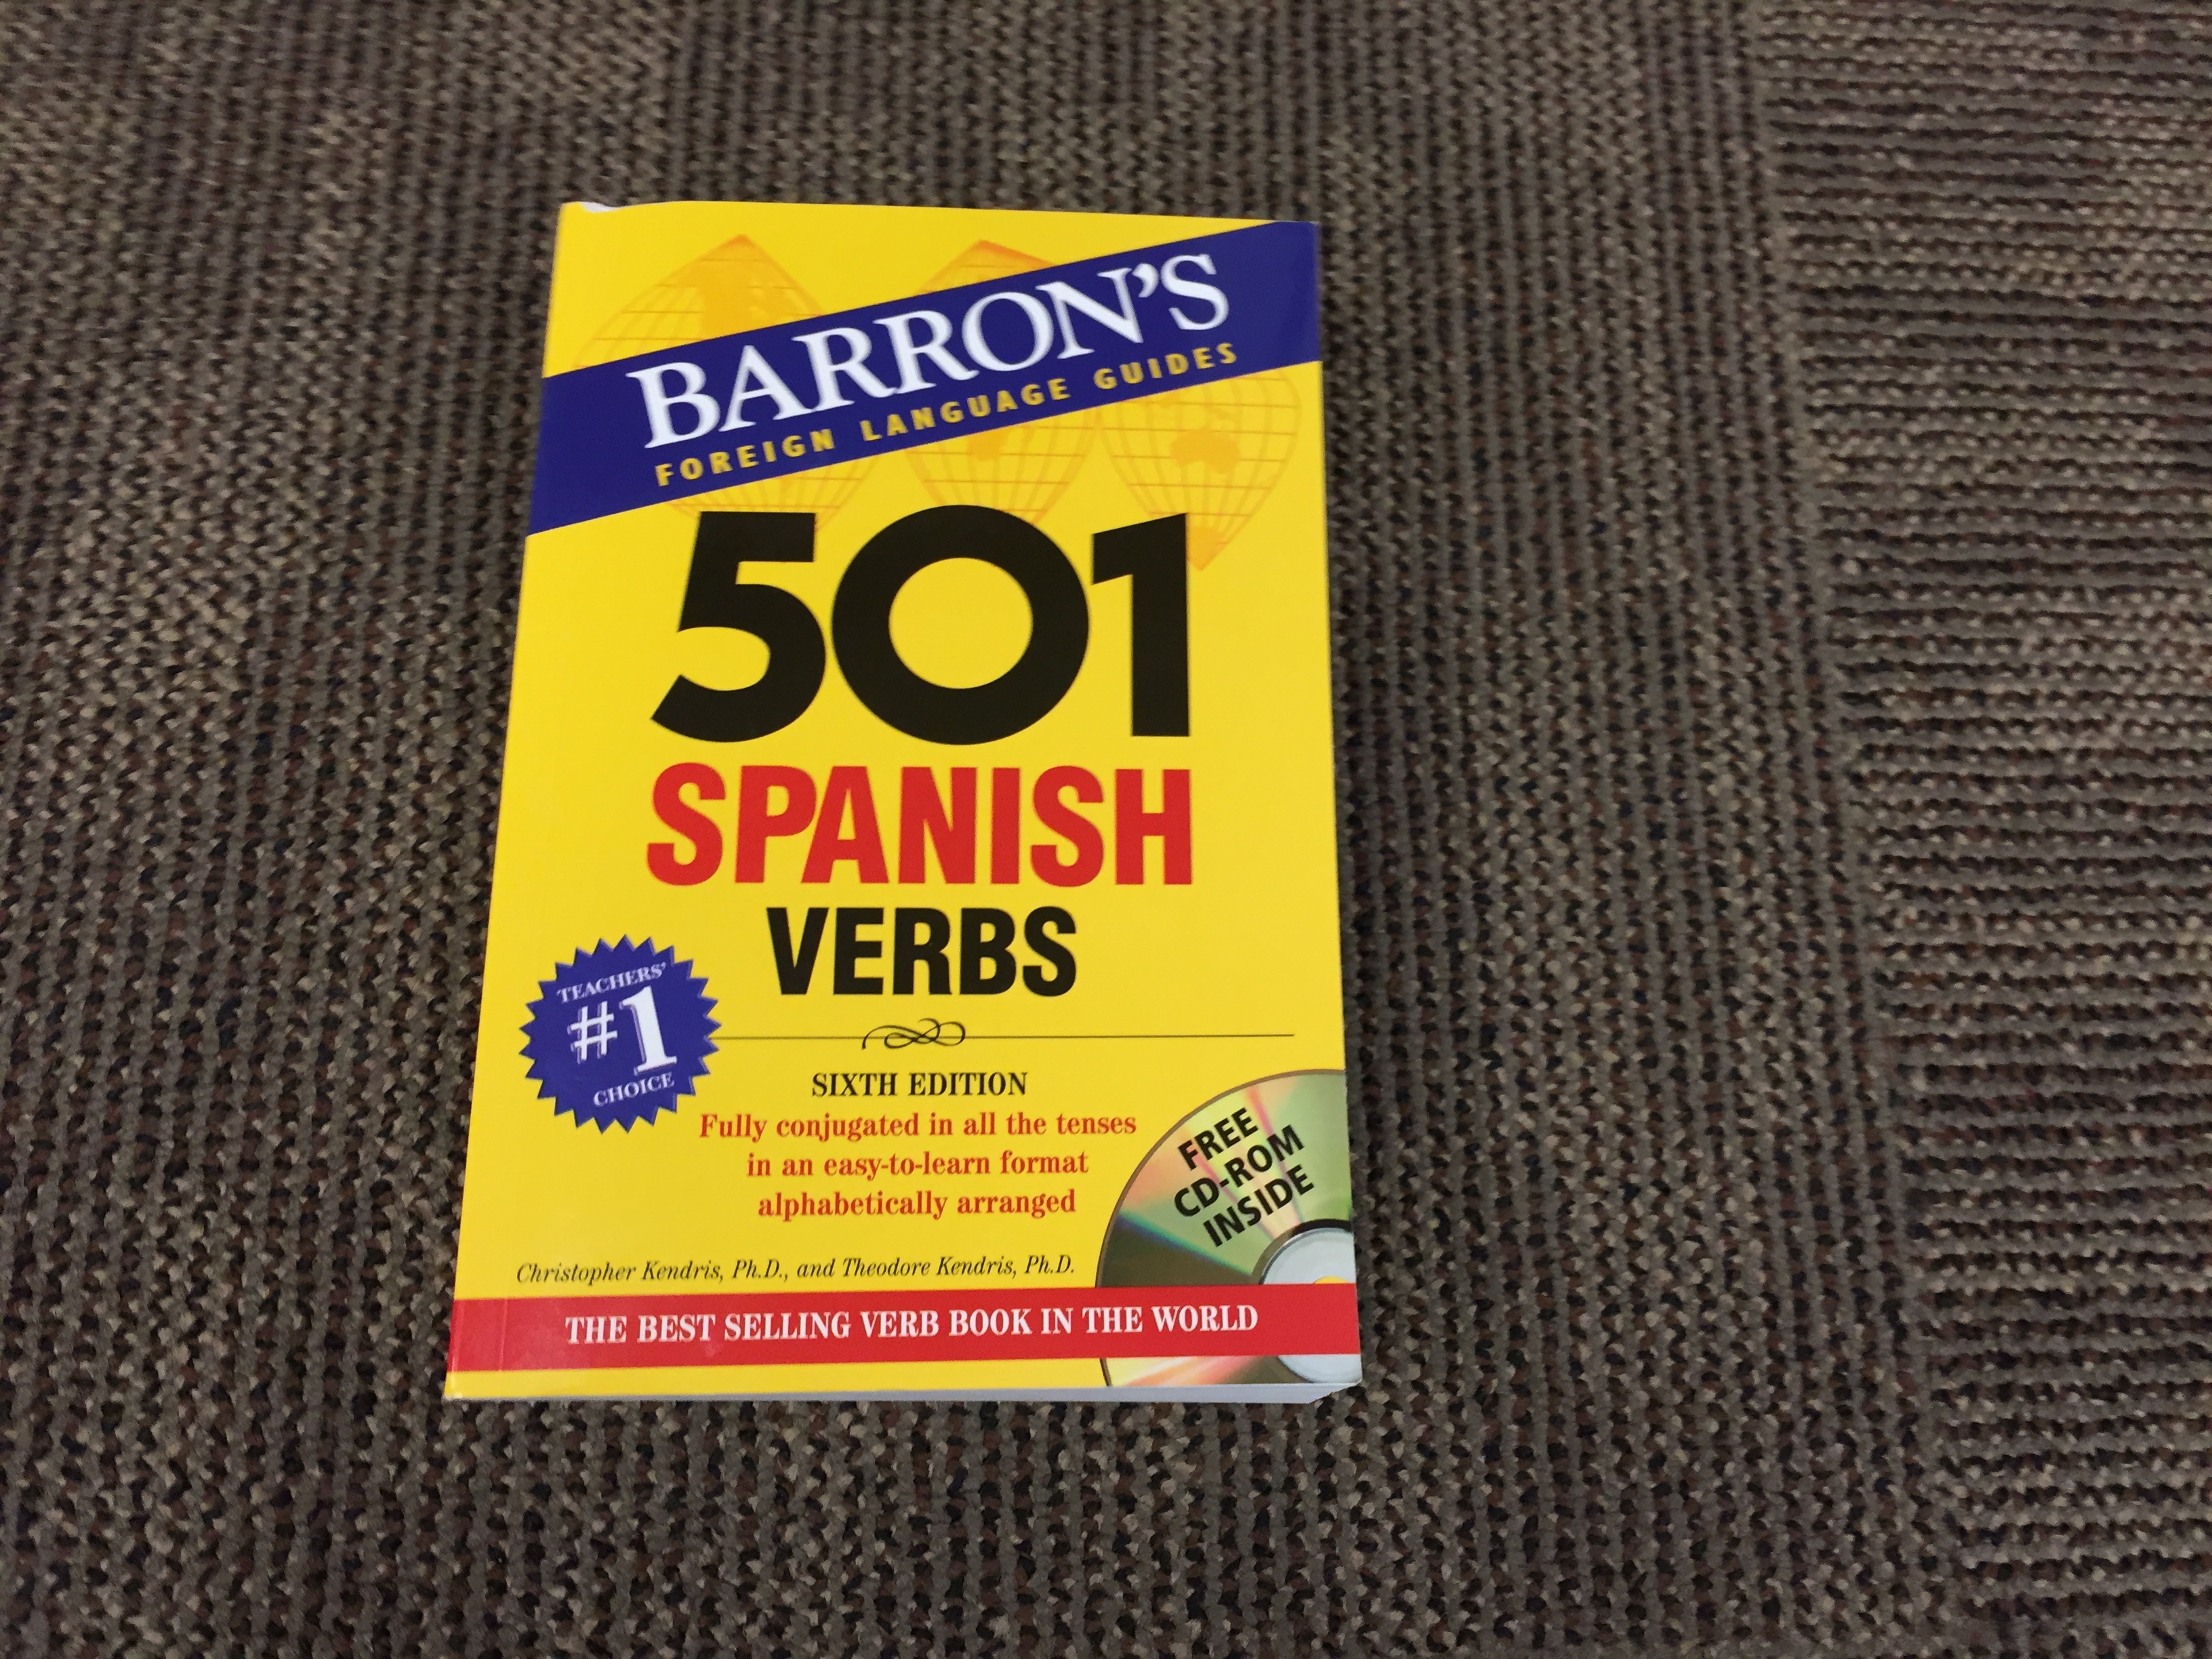 BARRON'S
FOREIGN LANGUAGE GUIDES
501
SPANISH
VERBS
TEACHERS'
#1
CHOICE
SIXTH EDITION
Fully conjugated in all the tenses
in an easy-to-learn format
alphabetically arranged
FREE
CD-ROM
INSIDE
Christopher Kendris, Ph.D., and Theodore Kendris, Ph.D.
THE BEST SELLING VERB BOOK IN THE WORLD